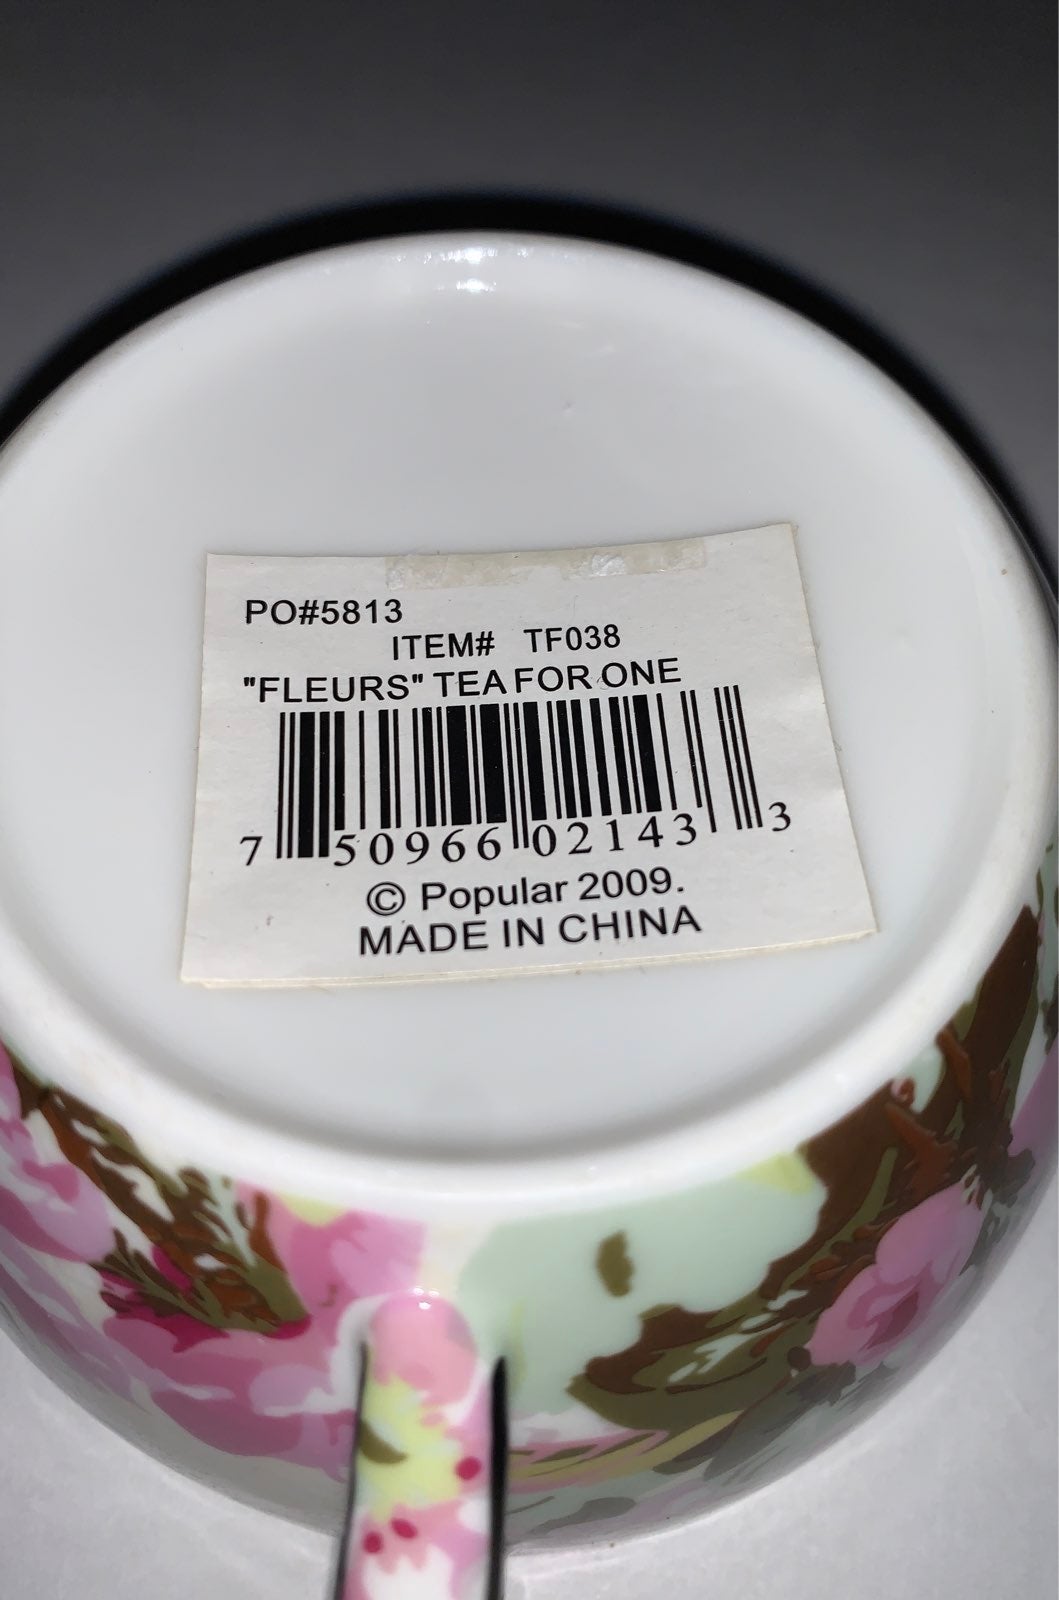 PO#5813
ITEM# TF038
"FLEURS" TEA FOR ONE
7 50966 02143 3
© Popular 2009.
MADE IN CHINA